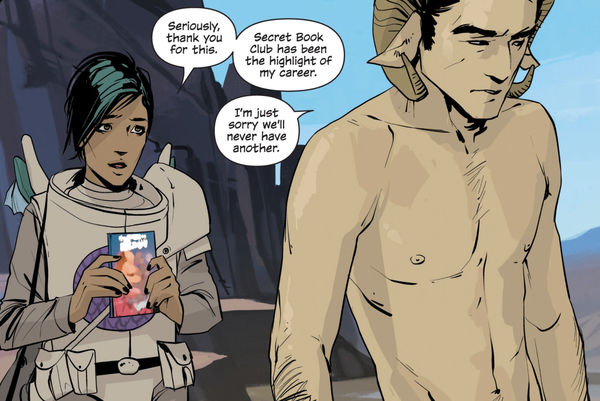 Seriously,
thank you
for this.
Secret Book
Club has been
the highlight of
my career.
I'm just
sorry we'll
never have
another.